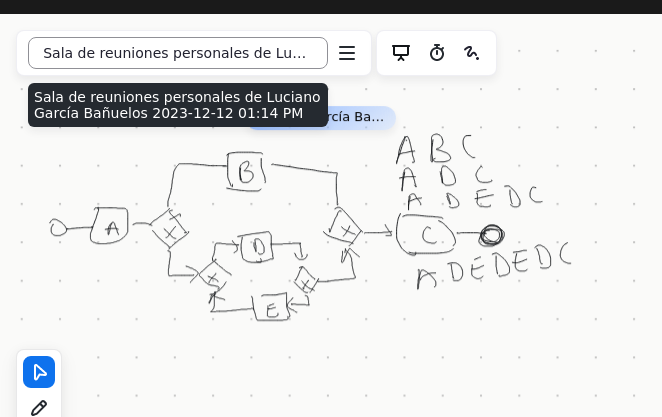 Sala de reuniones personales de Lu...
Sala de reuniones personales de Luciano
García Bañuelos 2023-12-12 01:14 PM
rcía Ba...
A B C
A D C
A D E D C
B
A
X
X
C
D
X
X
E
A D E D E D C